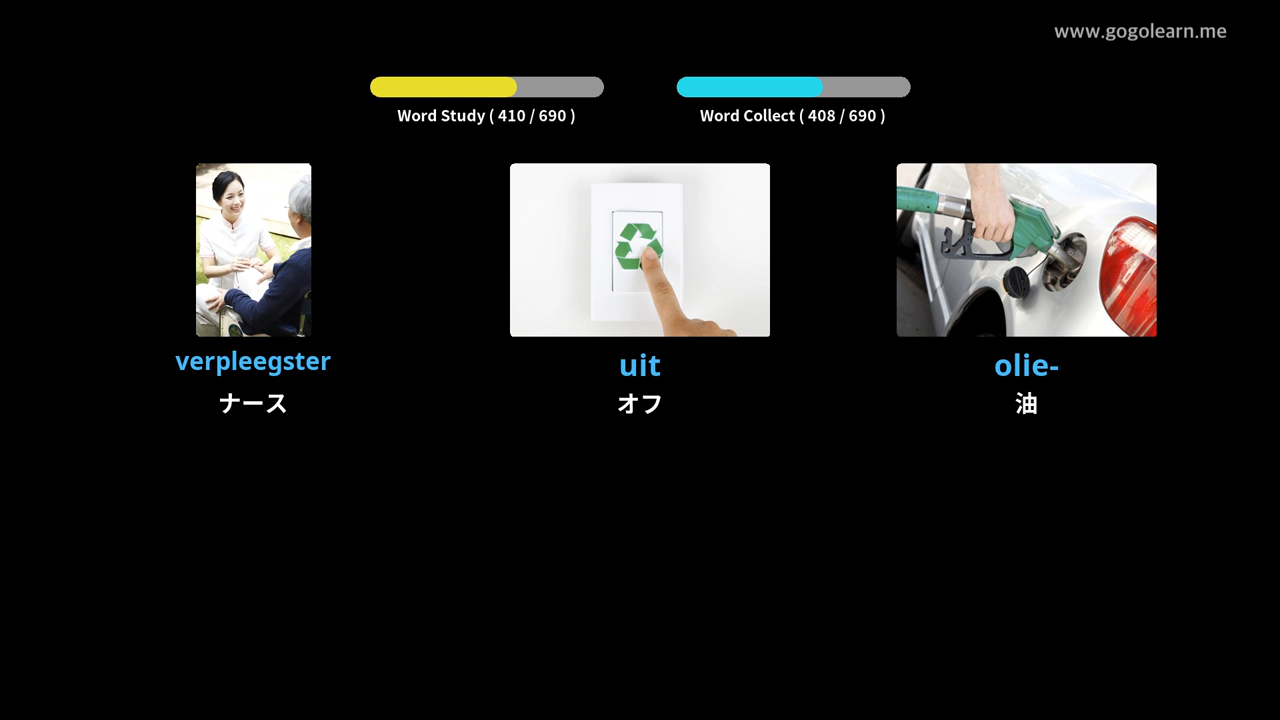 www.gogolearn.me
Word Study ( 410 / 690 )
Word Collect ( 408 / 690 )
verpleegster
uit
olie-
ナース
オフ
油